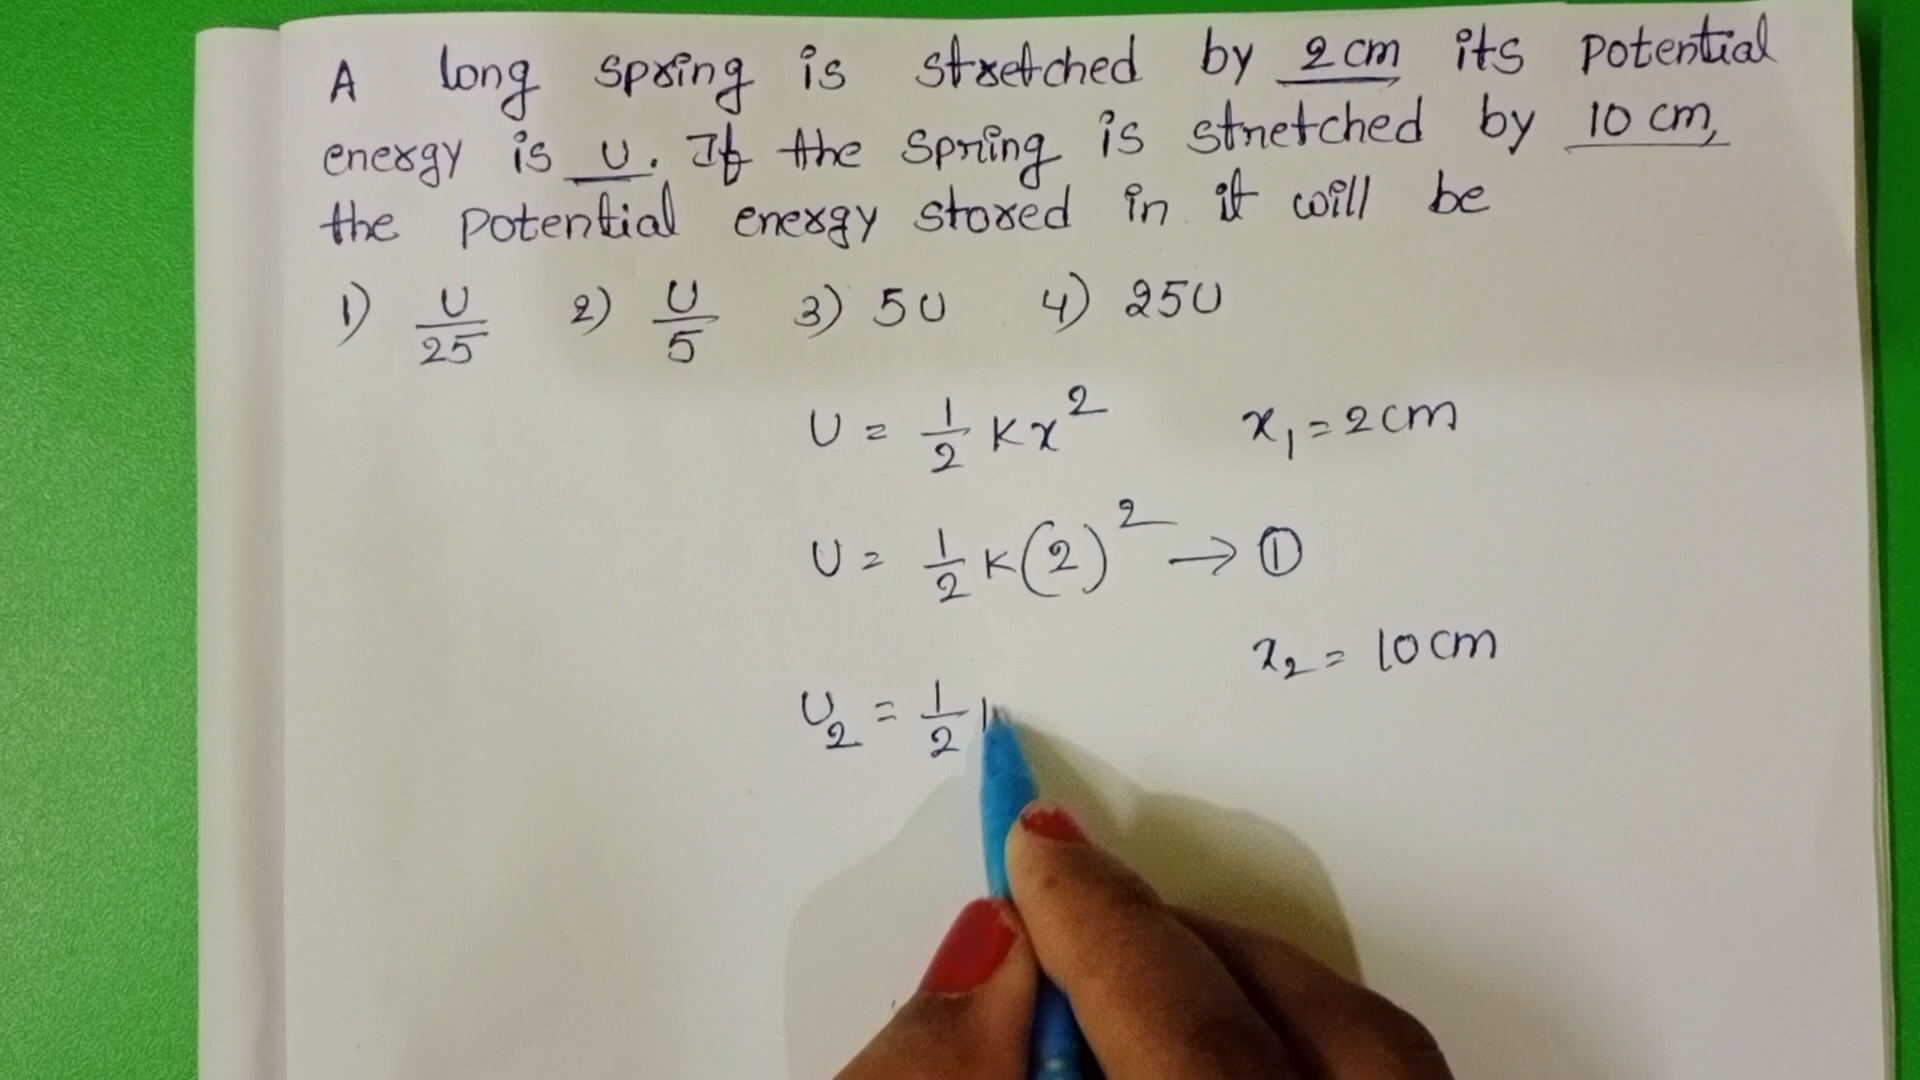 A long spring is stretched by 2 cm its potential
energy is U. If the spring is stretched by 10 cm,
the potential energy stored in it will be
1) U/25 2) U/5 3) 5U 4) 25U
U = 1/2 Kx² x₁ = 2cm
U = 1/2 K(2)² → ①
x₂ = 10cm
U₂ = 1/2